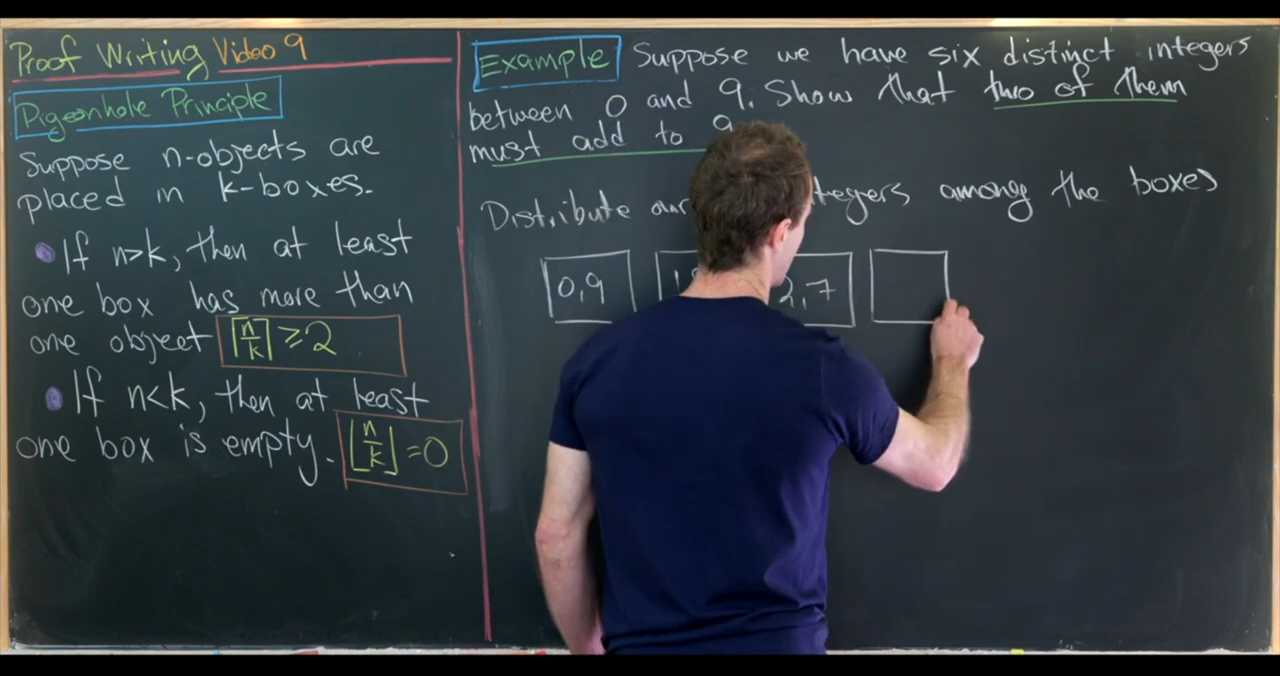 Proof Writing Video 9
Pigeonhole Principle
Suppose n-objects are
placed in k-boxes.
• If n>k, then at least
one box has more than
one object ⌈n/k⌉ ≥ 2
• If n<k, then at least
one box is empty. ⌊n/k⌋ = 0
Example Suppose we have six distinct integers
between 0 and 9. Show that two of them
must add to 9
Distribute our
among the boxes
0,9
2,7